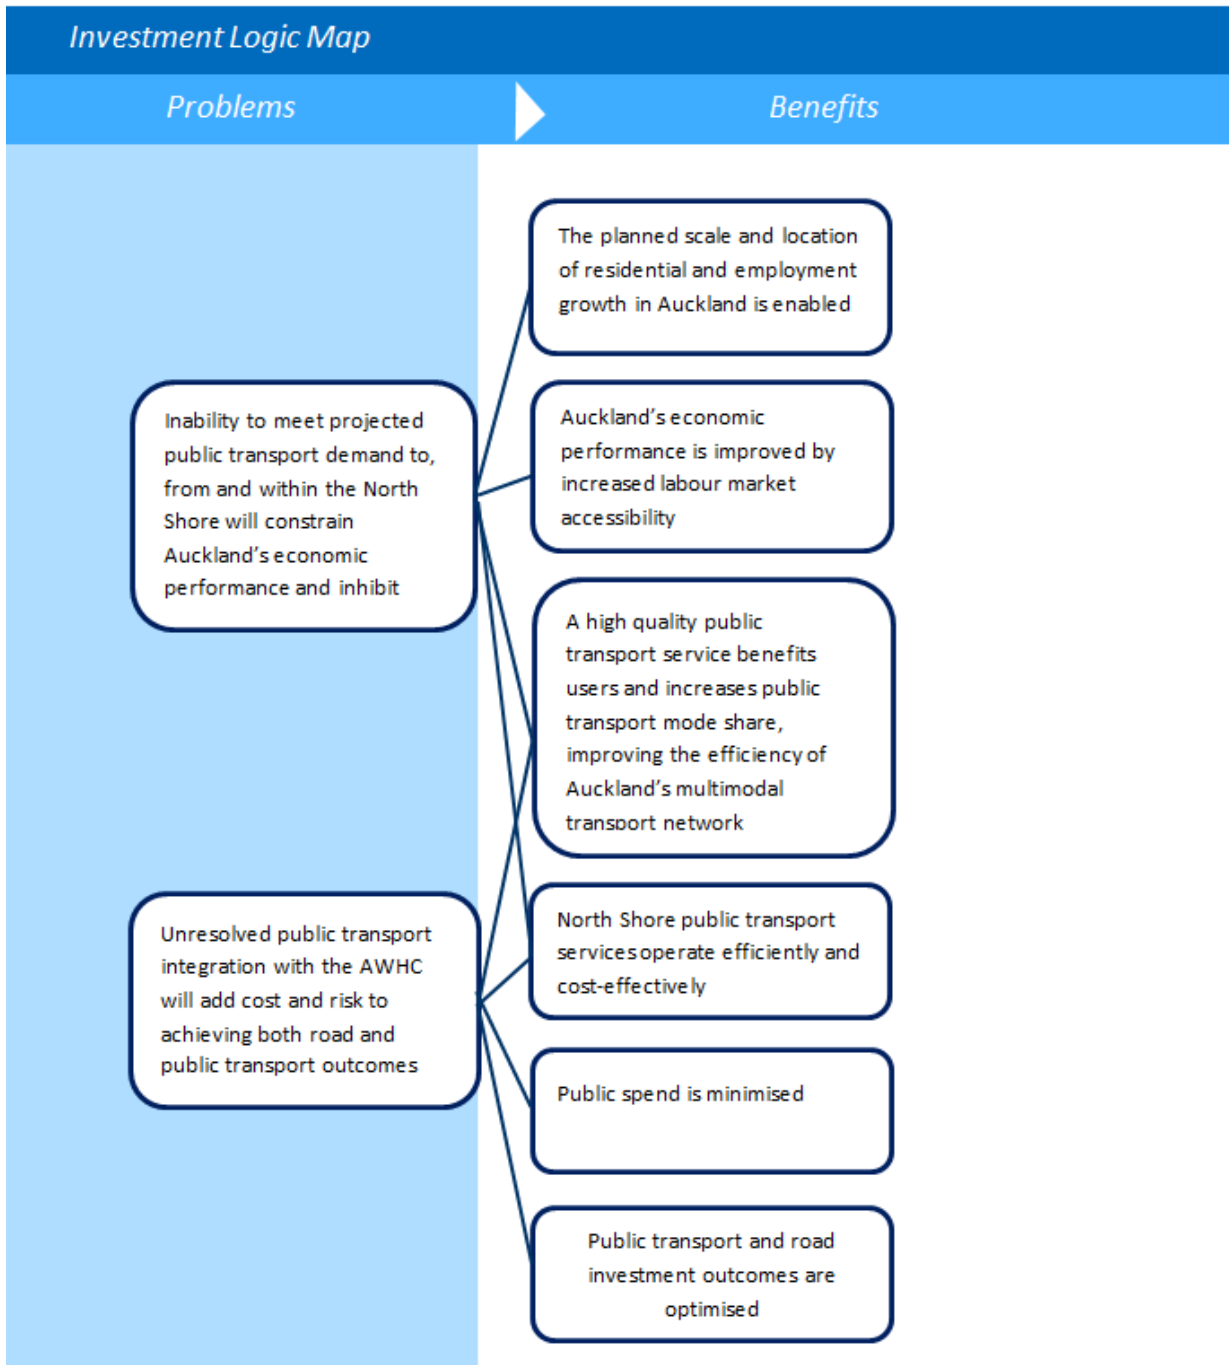 Investment Logic Map
Problems
Benefits
The planned scale and location
of residential and employment
growth in Auckland is enabled
Inability to meet projected
public transport demand to,
from and within the North
Shore will constrain
Auckland’s economic
performance and inhibit
Auckland’s economic
performance is improved by
increased labour market
accessibility
A high quality public
transport service benefits
users and increases public
transport mode share,
improving the efficiency of
Auckland’s multimodal
transport network
Unresolved public transport
integration with the AWHC
will add cost and risk to
achieving both road and
public transport outcomes
North Shore public transport
services operate efficiently and
cost-effectively
Public spend is minimised
Public transport and road
investment outcomes are
optimised